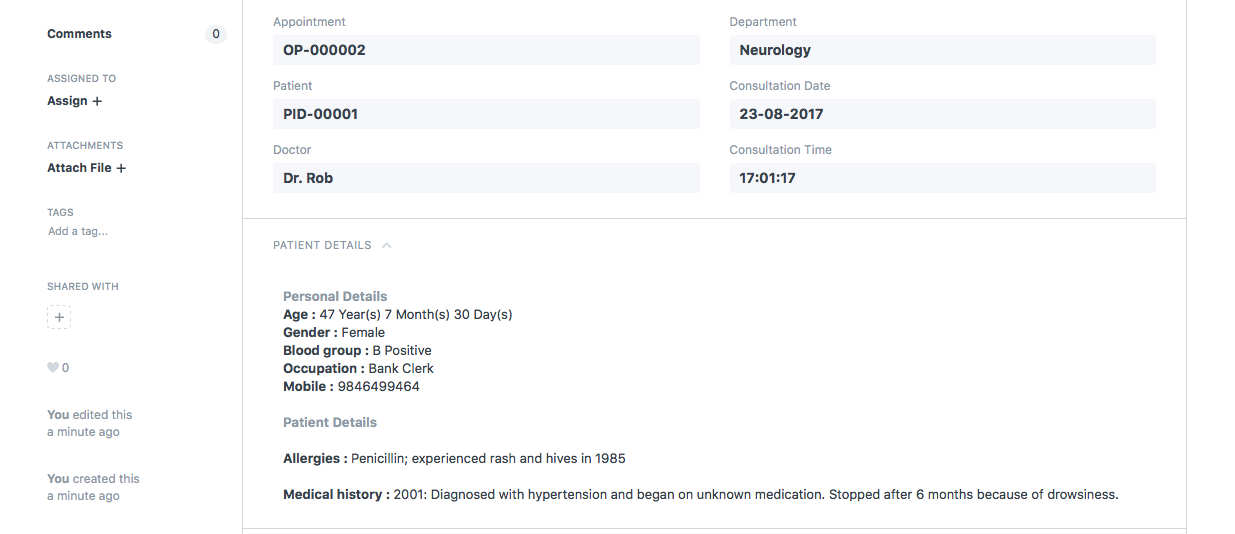 Comments 0
ASSIGNED TO
Assign +
ATTACHMENTS
Attach File +
TAGS
Add a tag...
SHARED WITH
+
0
You edited this
a minute ago
You created this
a minute ago
Appointment
OP-000002
Patient
PID-00001
Doctor
Dr. Rob
Department
Neurology
Consultation Date
23-08-2017
Consultation Time
17:01:17
PATIENT DETAILS
Personal Details
Age : 47 Year(s) 7 Month(s) 30 Day(s)
Gender : Female
Blood group : B Positive
Occupation : Bank Clerk
Mobile : 9846499464
Patient Details
Allergies : Penicillin; experienced rash and hives in 1985
Medical history : 2001: Diagnosed with hypertension and began on unknown medication. Stopped after 6 months because of drowsiness.